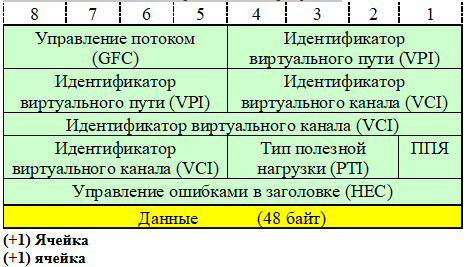 8 7 6 5 4 3 2 1
Управление потоком Идентификатор
(GFC) виртуального пути (VPI)
Идентификатор Идентификатор
виртуального пути (VPI) виртуального канала (VCI)
Идентификатор виртуального канала (VCI)
Идентификатор Тип полезной ППЯ
виртуального канала (VCI) нагрузки (PTI)
Управление ошибками в заголовке (HEC)
Данные (48 байт)
(+1) Ячейка
(+1) ячейка